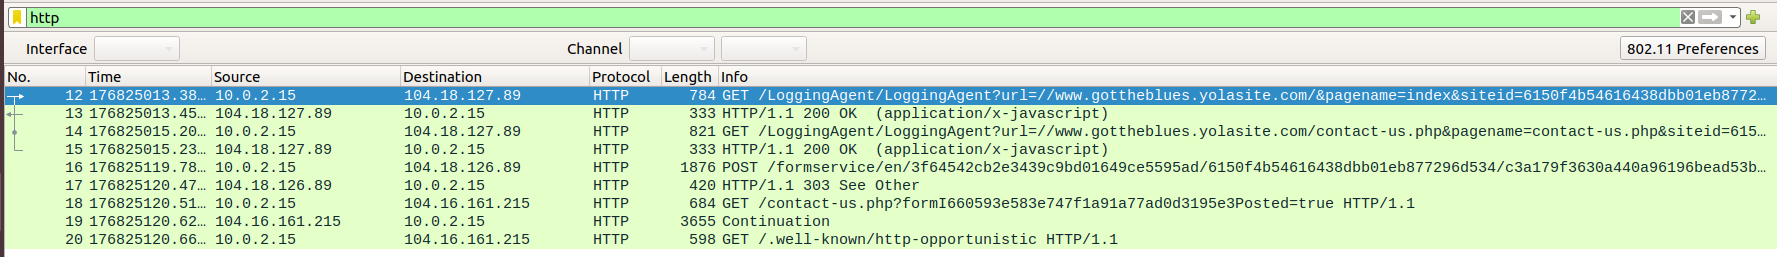 http
Interface Channel 802.11 Preferences
No. Time Source Destination Protocol Length Info
12 176825013.38… 10.0.2.15 104.18.127.89 HTTP 784 GET /LoggingAgent/LoggingAgent?url=//www.gottheblues.yolasite.com/&pagename=index&siteid=6150f4b54616438dbb01eb8772…
13 176825013.45… 104.18.127.89 10.0.2.15 HTTP 333 HTTP/1.1 200 OK (application/x-javascript)
14 176825015.20… 10.0.2.15 104.18.127.89 HTTP 821 GET /LoggingAgent/LoggingAgent?url=//www.gottheblues.yolasite.com/contact-us.php&pagename=contact-us.php&siteid=615…
15 176825015.23… 104.18.127.89 10.0.2.15 HTTP 333 HTTP/1.1 200 OK (application/x-javascript)
16 176825119.78… 10.0.2.15 104.18.126.89 HTTP 1876 POST /formservice/en/3f64542cb2e3439c9bd01649ce5595ad/6150f4b54616438dbb01eb877296d534/c3a179f3630a440a96196bead53b…
17 176825120.47… 104.18.126.89 10.0.2.15 HTTP 420 HTTP/1.1 303 See Other
18 176825120.51… 10.0.2.15 104.16.161.215 HTTP 684 GET /contact-us.php?formI660593e583e747f1a91a77ad0d3195e3Posted=true HTTP/1.1
19 176825120.62… 104.16.161.215 10.0.2.15 HTTP 3655 Continuation
20 176825120.66… 10.0.2.15 104.16.161.215 HTTP 598 GET /.well-known/http-opportunistic HTTP/1.1